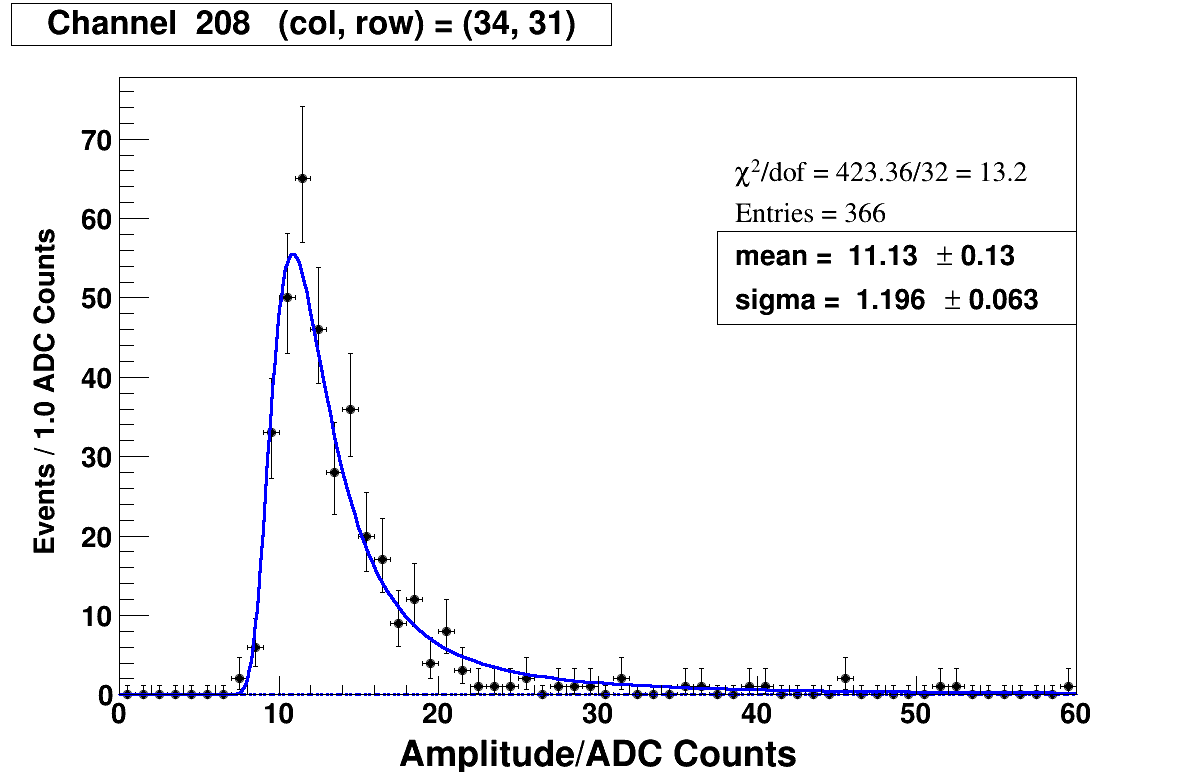 Channel 208 (col, row) = (34, 31)
χ²/dof = 423.36/32 = 13.2
Entries = 366
mean = 11.13 ± 0.13
sigma = 1.196 ± 0.063
Events / 1.0 ADC Counts
70
60
50
40
30
20
10
0
0 10 20 30 40 50 60
Amplitude/ADC Counts